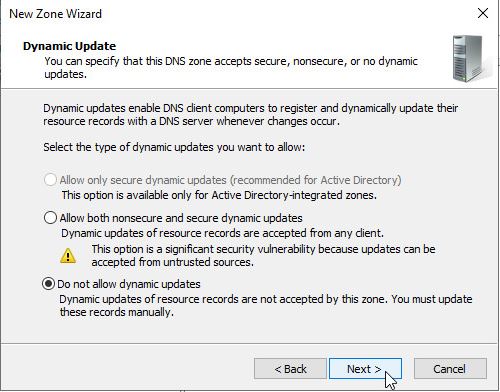 New Zone Wizard
Dynamic Update
You can specify that this DNS zone accepts secure, nonsecure, or no dynamic
updates.
Dynamic updates enable DNS client computers to register and dynamically update their
resource records with a DNS server whenever changes occur.
Select the type of dynamic updates you want to allow:
Allow only secure dynamic updates (recommended for Active Directory)
This option is available only for Active Directory-integrated zones.
Allow both nonsecure and secure dynamic updates
Dynamic updates of resource records are accepted from any client.
This option is a significant security vulnerability because updates can be
accepted from untrusted sources.
Do not allow dynamic updates
Dynamic updates of resource records are not accepted by this zone. You must update
these records manually.
< Back Next > Cancel